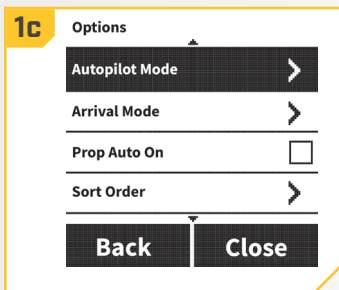 1c
Options
Autopilot Mode
Arrival Mode
Prop Auto On
Sort Order
Back Close